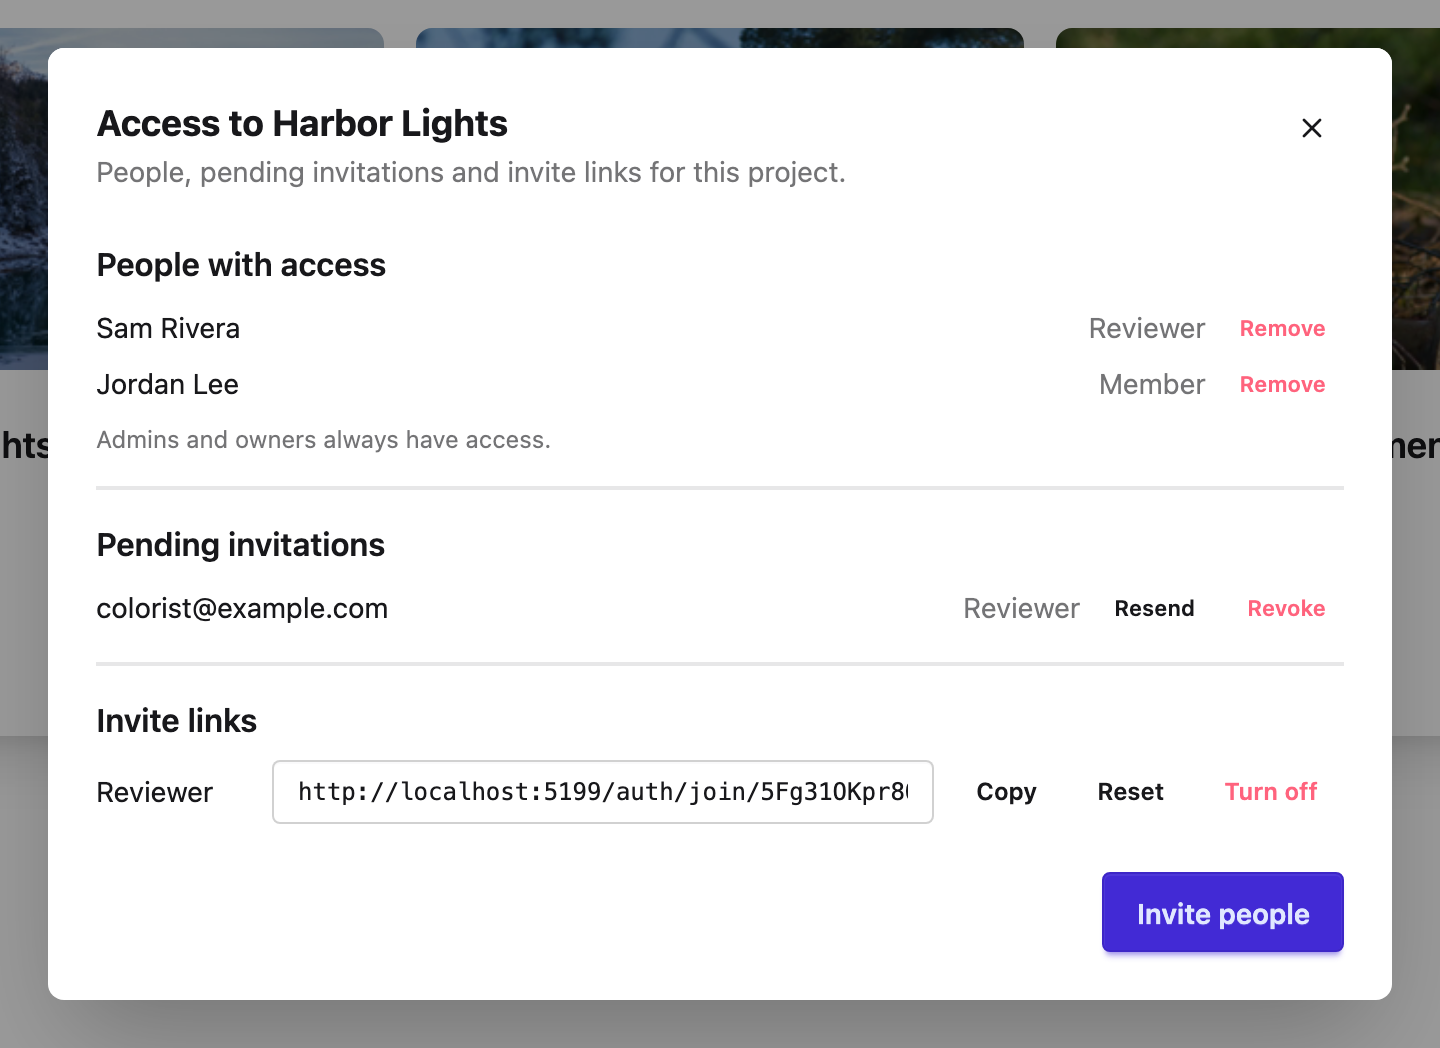 Access to Harbor Lights
People, pending invitations and invite links for this project.
People with access
Sam Rivera Reviewer Remove
Jordan Lee Member Remove
Admins and owners always have access.
Pending invitations
colorist@example.com Reviewer Resend Revoke
Invite links
Reviewer http://localhost:5199/auth/join/5Fg31OKpr8 Copy Reset Turn off
Invite people